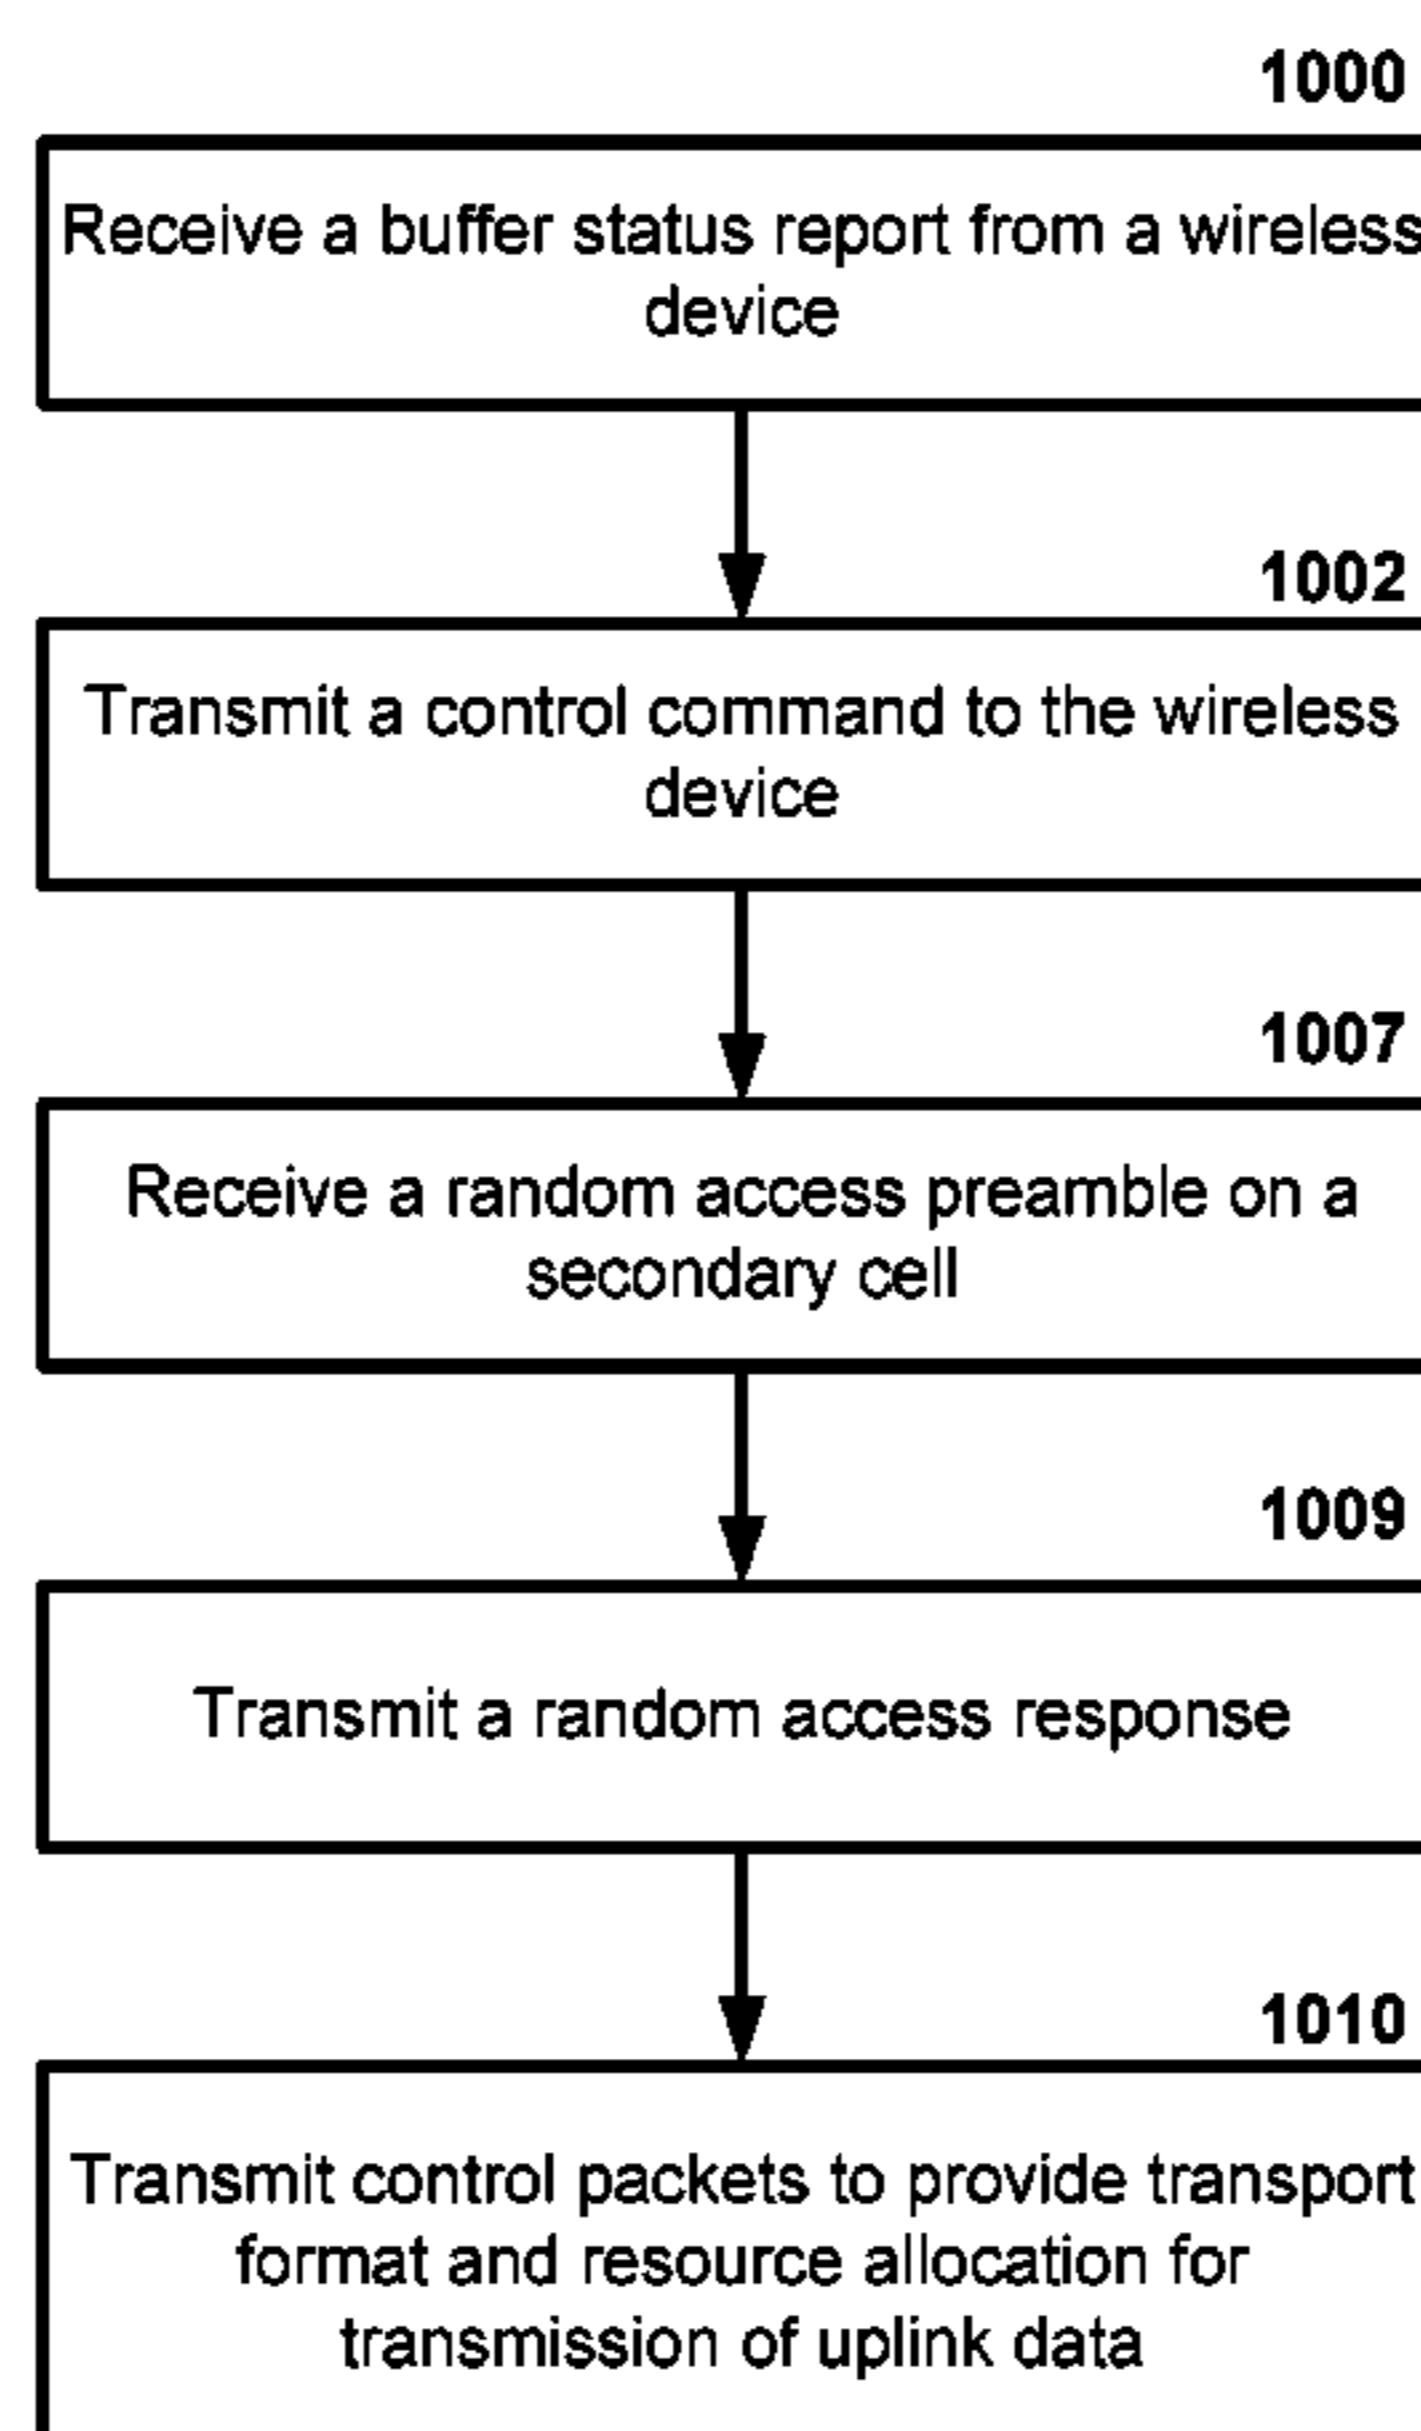 1000
Receive a buffer status report from a wireless
device
1002
Transmit a control command to the wireless
device
1007
Receive a random access preamble on a
secondary cell
1009
Transmit a random access response
1010
Transmit control packets to provide transport
format and resource allocation for
transmission of uplink data